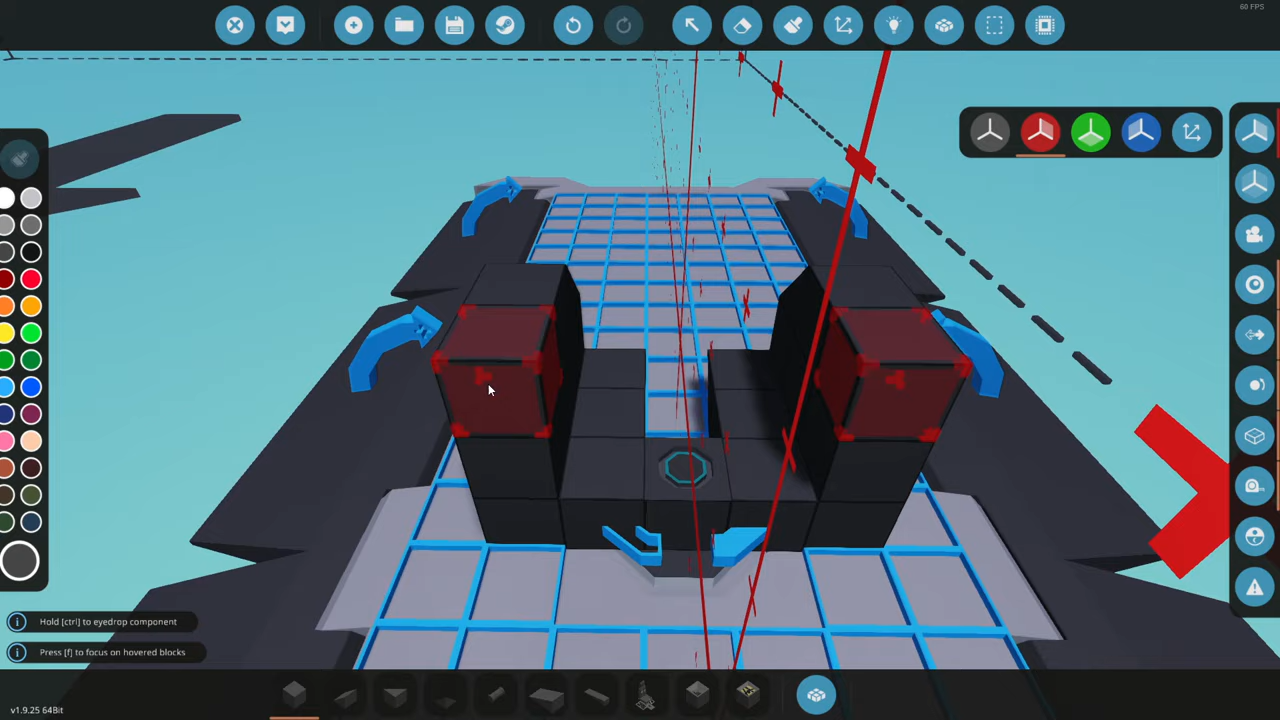 60 FPS
Hold [ctrl] to eyedrop component
Press [f] to focus on hovered blocks
v1.9.25 64Bit